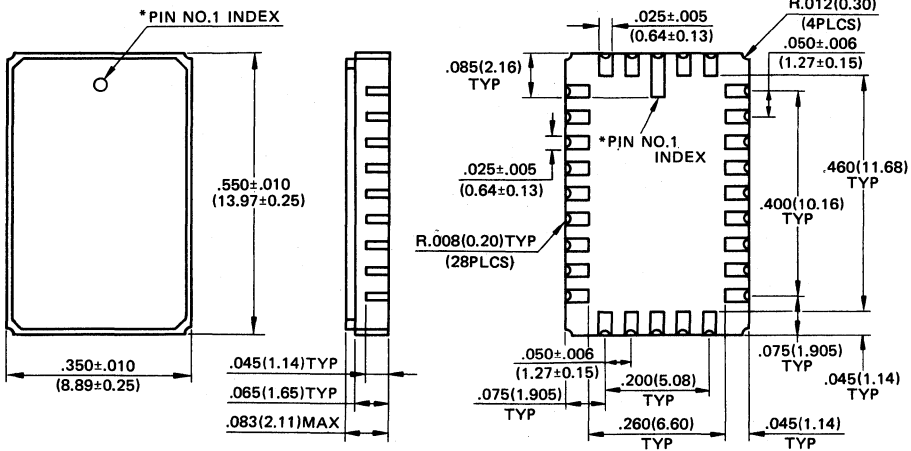 *PIN NO.1 INDEX
.550±.010
(13.97±0.25)
.350±.010
(8.89±0.25)
.045(1.14)TYP
.065(1.65)TYP
.083(2.11)MAX
.025±.005
(0.64±0.13)
R.012(0.30)
(4PLCS)
.050±.006
(1.27±0.15)
.085(2.16)
TYP
*PIN NO.1
INDEX
.025±.005
(0.64±0.13)
.460(11.68)
TYP
.400(10.16)
TYP
R.008(0.20)TYP
(28PLCS)
.050±.006
(1.27±0.15)
.075(1.905)
TYP
.200(5.08)
TYP
.075(1.905)
TYP
.045(1.14)
TYP
.260(6.60)
TYP
.045(1.14)
TYP